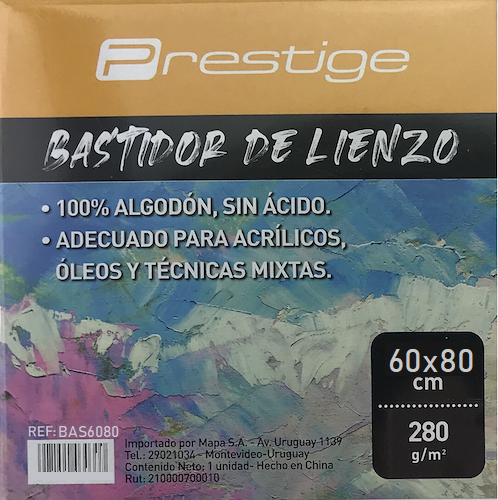 Prestige
BASTIDOR DE LIENZO
• 100% ALGODÓN, SIN ÁCIDO.
• ADECUADO PARA ACRÍLICOS,
ÓLEOS Y TÉCNICAS MIXTAS.
60x80
cm
280
g/m²
REF: BAS6080
Importado por Mapa S.A. - Av. Uruguay 1139
Tel.: 29021034 - Montevideo-Uruguay
Contenido Neto: 1 unidad- Hecho en China
Rut: 210000700010